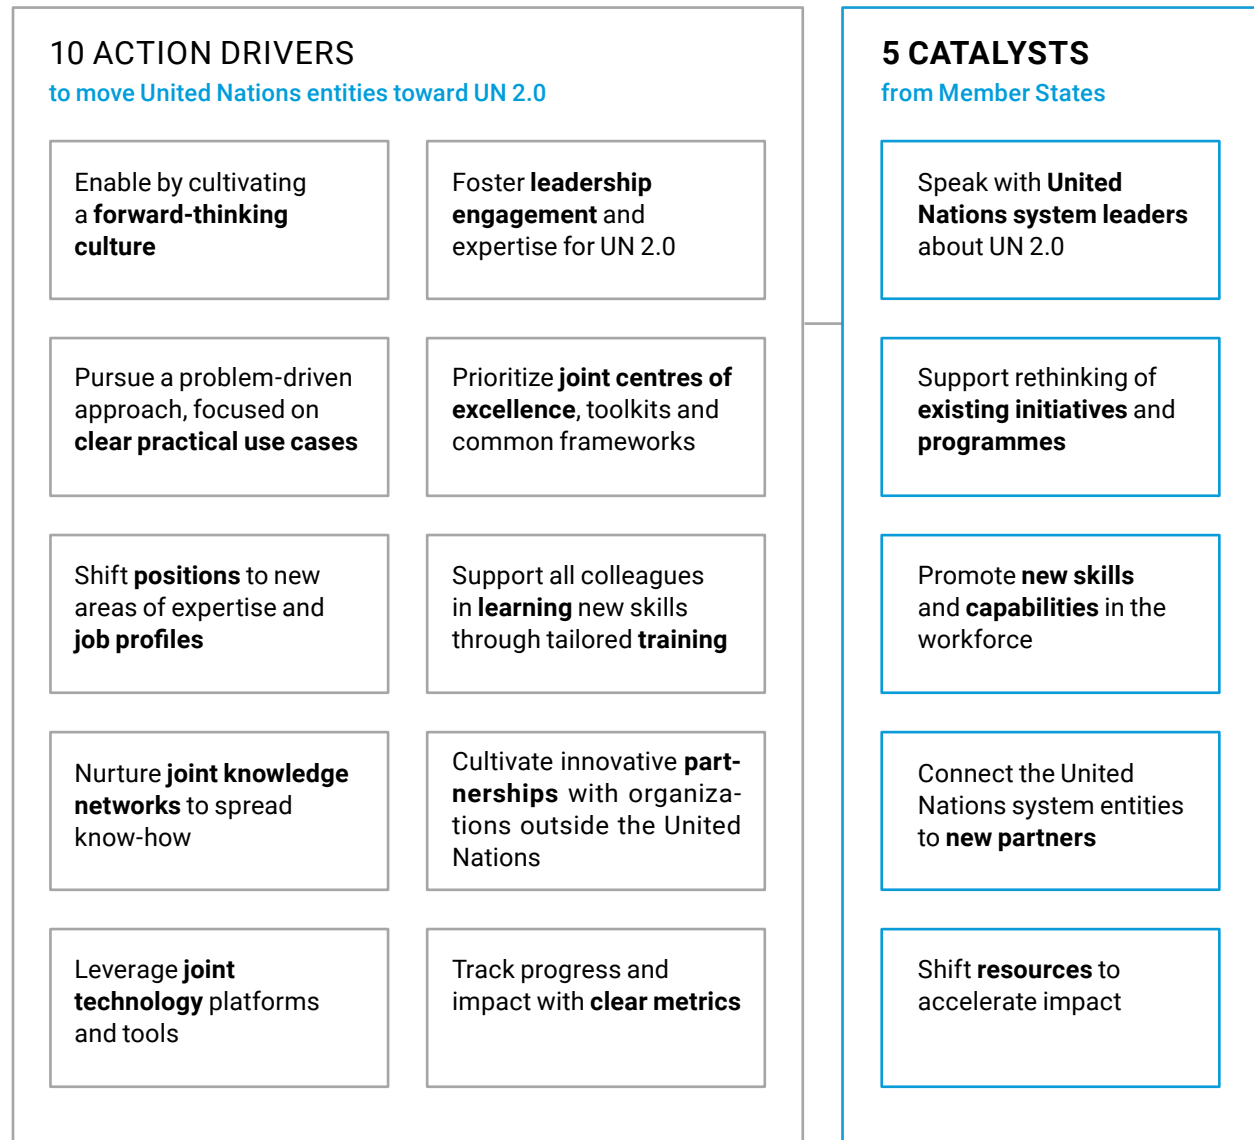 10 ACTION DRIVERS
to move United Nations entities toward UN 2.0
Enable by cultivating
a forward-thinking
culture
Foster leadership
engagement and
expertise for UN 2.0
Pursue a problem-driven
approach, focused on
clear practical use cases
Prioritize joint centres of
excellence, toolkits and
common frameworks
Shift positions to new
areas of expertise and
job profiles
Support all colleagues
in learning new skills
through tailored training
Nurture joint knowledge
networks to spread
know-how
Cultivate innovative part-
nerships with organiza-
tions outside the United
Nations
Leverage joint
technology platforms
and tools
Track progress and
impact with clear metrics
5 CATALYSTS
from Member States
Speak with United
Nations system leaders
about UN 2.0
Support rethinking of
existing initiatives and
programmes
Promote new skills
and capabilities in the
workforce
Connect the United
Nations system entities
to new partners
Shift resources to
accelerate impact